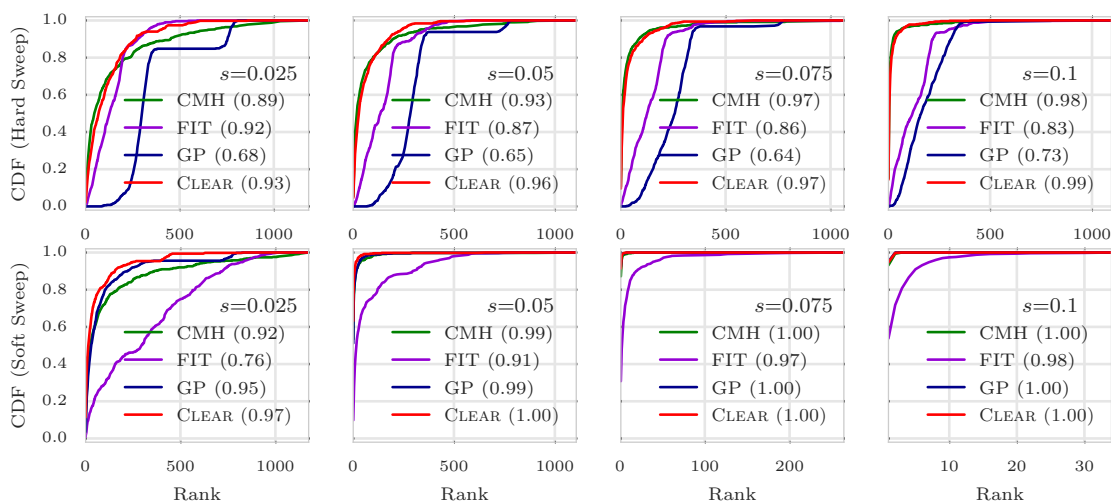 CDF (Hard Sweep)
1.0
0.8
0.6
0.4
0.2
0.0
s=0.025
CMH (0.89)
FIT (0.92)
GP (0.68)
CLEAR (0.93)
0 500 1000
s=0.05
CMH (0.93)
FIT (0.87)
GP (0.65)
CLEAR (0.96)
0 500 1000
s=0.075
CMH (0.97)
FIT (0.86)
GP (0.64)
CLEAR (0.97)
0 500 1000
s=0.1
CMH (0.98)
FIT (0.83)
GP (0.73)
CLEAR (0.99)
0 500 1000
CDF (Soft Sweep)
1.0
0.8
0.6
0.4
0.2
0.0
s=0.025
CMH (0.92)
FIT (0.76)
GP (0.95)
CLEAR (0.97)
0 500 1000
Rank
s=0.05
CMH (0.99)
FIT (0.91)
GP (0.99)
CLEAR (1.00)
0 500 1000
Rank
s=0.075
CMH (1.00)
FIT (0.97)
GP (1.00)
CLEAR (1.00)
0 100 200
Rank
s=0.1
CMH (1.00)
FIT (0.98)
GP (1.00)
CLEAR (1.00)
10 20 30
Rank